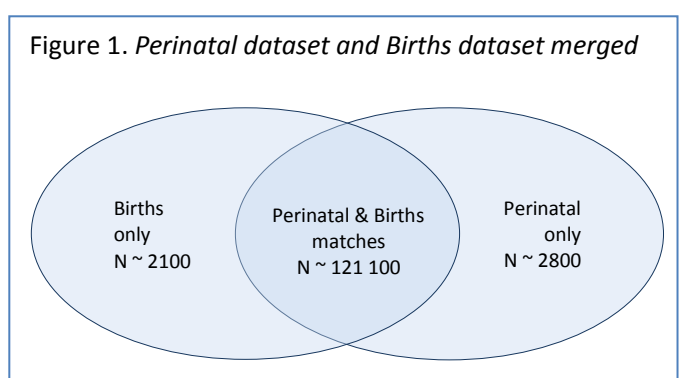 Figure 1. Perinatal dataset and Births dataset merged
Births
only
N ~ 2100
Perinatal & Births
matches
N ~ 121 100
Perinatal
only
N ~ 2800